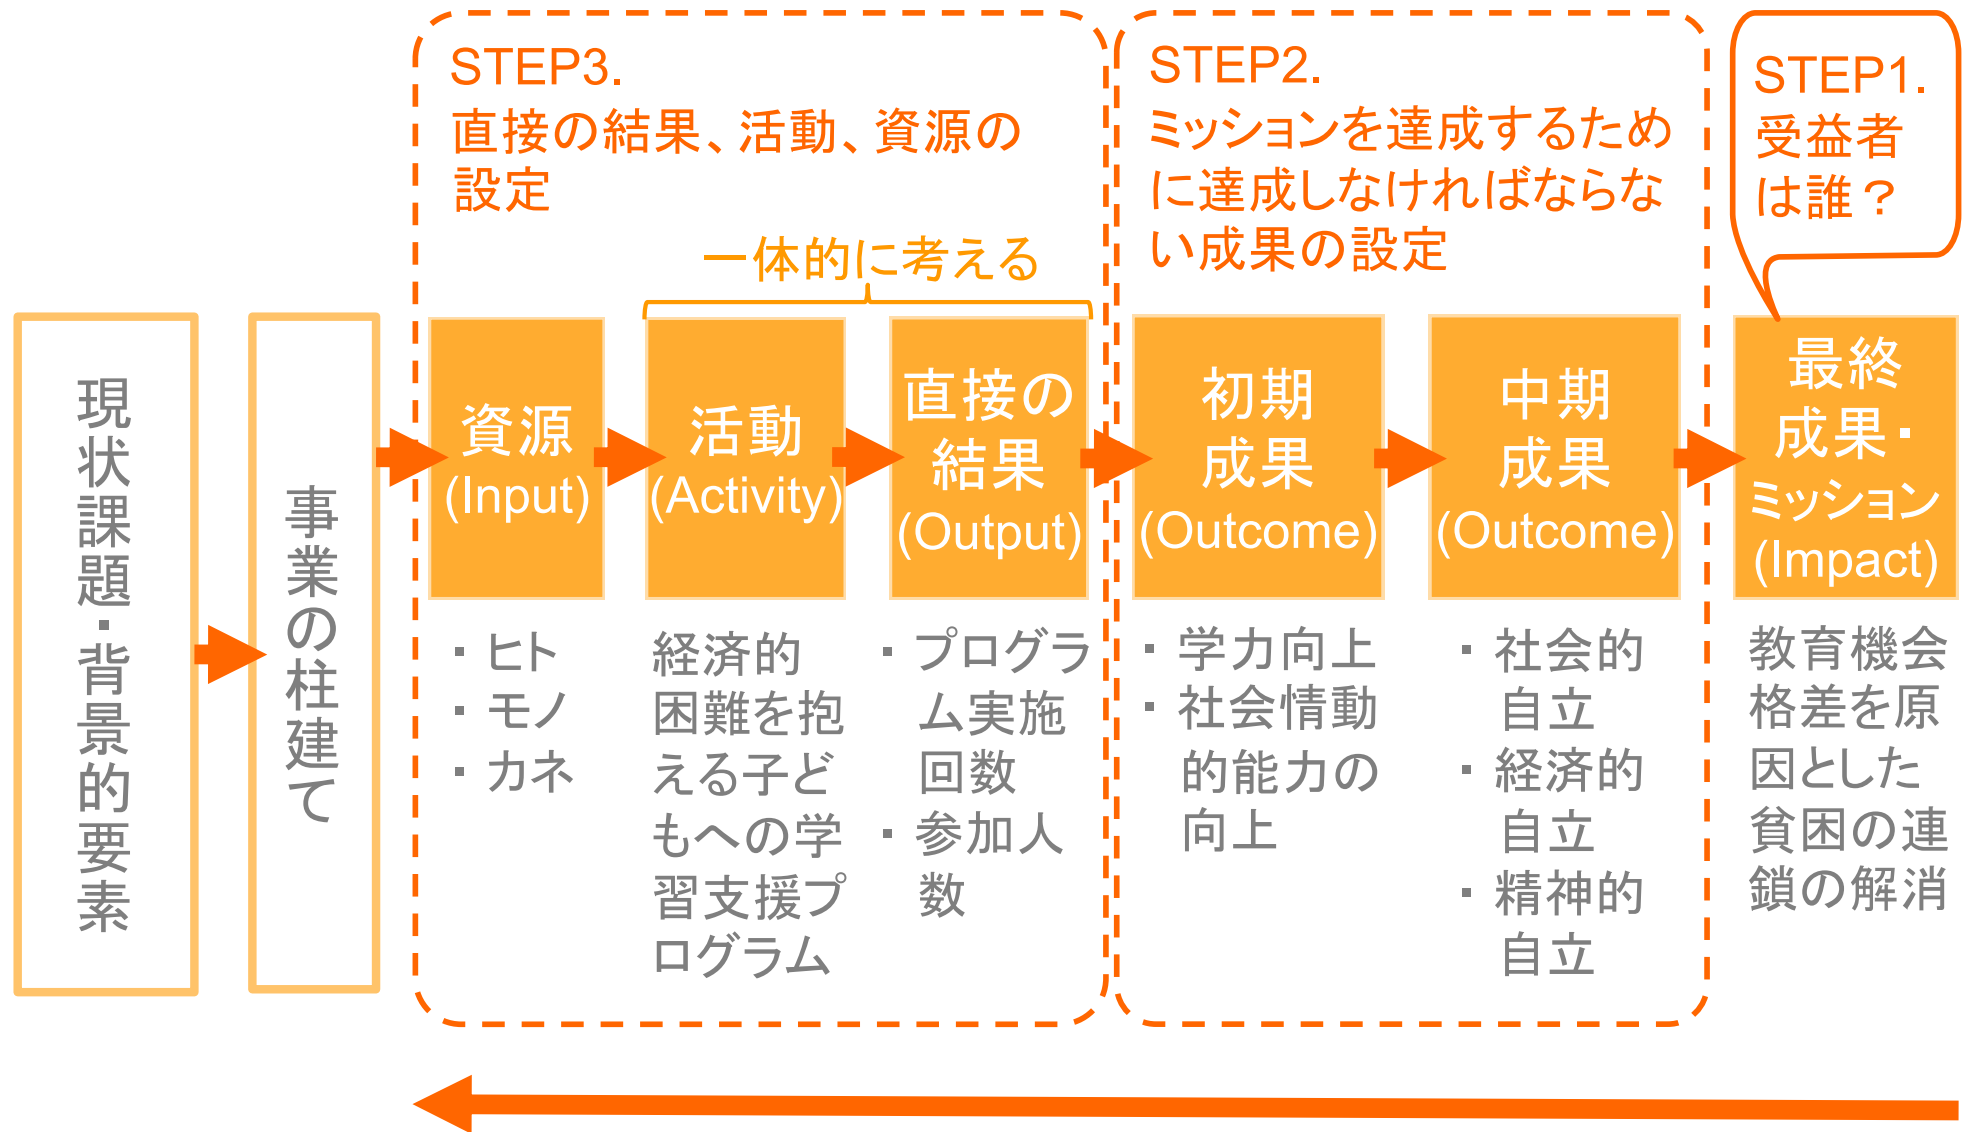 STEP3.
直接の結果、活動、資源の
設定
一体的に考える
STEP2.
ミッションを達成するため
に達成しなければならな
い成果の設定
STEP1.
受益者
は誰？
現状課題・背景的要素
事業の柱建て
資源
(Input)
活動
(Activity)
直接の
結果
(Output)
初期
成果
(Outcome)
中期
成果
(Outcome)
最終
成果・
ミッション
(Impact)
・ヒト
・モノ
・カネ
経済的
困難を抱
える子ど
もへの学
習支援プ
ログラム
・プログラ
ム実施
回数
・参加人
数
・学力向上
・社会情動
的能力の
向上
・社会的
自立
・経済的
自立
・精神的
自立
教育機会
格差を原
因とした
貧困の連
鎖の解消